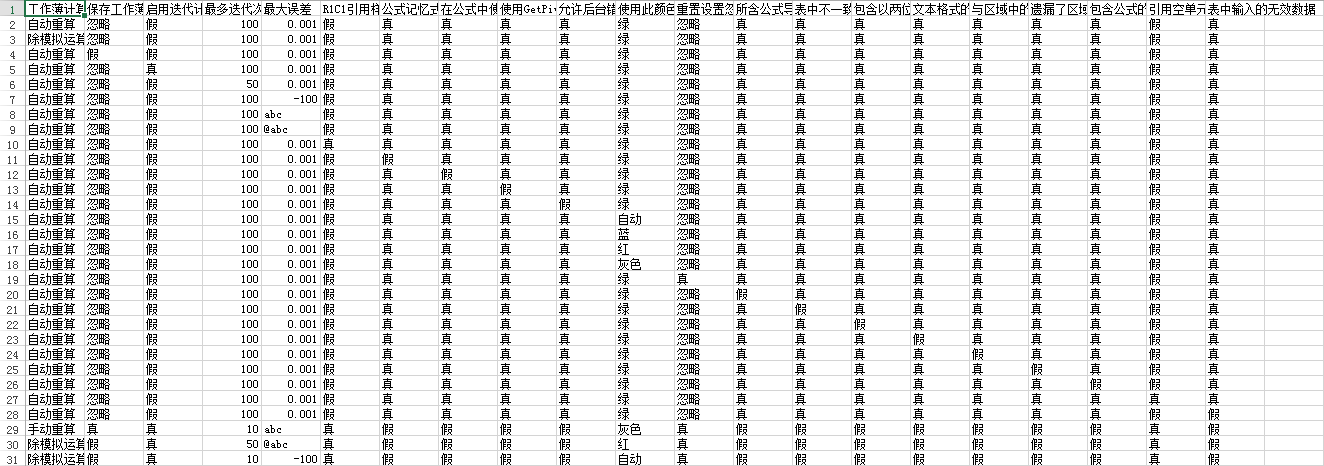 1 工作薄计算 保存工作薄 启用迭代计 最多迭代次 最大误差 R1C1引用样 公式记忆式 在公式中使 使用GetPiv 允许后台错 使用此颜色 重置设置忽 所含公式导 表中不一致 包含以两位 文本格式的 与区域中的 遗漏了区域 包含公式的 引用空单元 表中输入的 无效数据
2 自动重算 忽略 假 100 0.001 假 真 真 真 真 绿 忽略 真 真 真 真 真 真 真 假 真
3 除模拟运算 忽略 假 100 0.001 假 真 真 真 真 绿 忽略 真 真 真 真 真 真 真 假 真
4 自动重算 假 假 100 0.001 假 真 真 真 真 绿 忽略 真 真 真 真 真 真 真 假 真
5 自动重算 忽略 真 100 0.001 假 真 真 真 真 绿 忽略 真 真 真 真 真 真 真 假 真
6 自动重算 忽略 假 50 0.001 假 真 真 真 真 绿 忽略 真 真 真 真 真 真 真 假 真
7 自动重算 忽略 假 100 -100 假 真 真 真 真 绿 忽略 真 真 真 真 真 真 真 假 真
8 自动重算 忽略 假 100 abc 假 真 真 真 真 绿 忽略 真 真 真 真 真 真 真 假 真
9 自动重算 忽略 假 100 @abc 假 真 真 真 真 绿 忽略 真 真 真 真 真 真 真 假 真
10 自动重算 忽略 假 100 0.001 真 真 真 真 真 绿 忽略 真 真 真 真 真 真 真 假 真
11 自动重算 忽略 假 100 0.001 假 假 真 真 真 绿 忽略 真 真 真 真 真 真 真 假 真
12 自动重算 忽略 假 100 0.001 假 真 假 真 真 绿 忽略 真 真 真 真 真 真 真 假 真
13 自动重算 忽略 假 100 0.001 假 真 真 假 真 绿 忽略 真 真 真 真 真 真 真 假 真
14 自动重算 忽略 假 100 0.001 假 真 真 真 假 绿 忽略 真 真 真 真 真 真 真 假 真
15 自动重算 忽略 假 100 0.001 假 真 真 真 真 自动 忽略 真 真 真 真 真 真 真 假 真
16 自动重算 忽略 假 100 0.001 假 真 真 真 真 蓝 忽略 真 真 真 真 真 真 真 假 真
17 自动重算 忽略 假 100 0.001 假 真 真 真 真 红 忽略 真 真 真 真 真 真 真 假 真
18 自动重算 忽略 假 100 0.001 假 真 真 真 真 灰色 忽略 真 真 真 真 真 真 真 假 真
19 自动重算 忽略 假 100 0.001 假 真 真 真 真 绿 真 真 真 真 真 真 真 真 假 真
20 自动重算 忽略 假 100 0.001 假 真 真 真 真 绿 忽略 假 真 真 真 真 真 真 假 真
21 自动重算 忽略 假 100 0.001 假 真 真 真 真 绿 忽略 真 假 真 真 真 真 真 假 真
22 自动重算 忽略 假 100 0.001 假 真 真 真 真 绿 忽略 真 真 假 真 真 真 真 假 真
23 自动重算 忽略 假 100 0.001 假 真 真 真 真 绿 忽略 真 真 真 假 真 真 真 假 真
24 自动重算 忽略 假 100 0.001 假 真 真 真 真 绿 忽略 真 真 真 真 假 真 真 假 真
25 自动重算 忽略 假 100 0.001 假 真 真 真 真 绿 忽略 真 真 真 真 真 假 真 假 真
26 自动重算 忽略 假 100 0.001 假 真 真 真 真 绿 忽略 真 真 真 真 真 真 假 假 真
27 自动重算 忽略 假 100 0.001 假 真 真 真 真 绿 忽略 真 真 真 真 真 真 真 真 假
28 自动重算 忽略 假 100 0.001 假 真 真 真 真 绿 忽略 真 真 真 真 真 真 真 假 假
29 手动重算 真 真 10 abc 真 假 假 假 假 灰色 真 假 假 假 假 假 假 假 真 假
30 除模拟运算 假 真 50 @abc 真 假 假 假 假 红 真 假 假 假 假 假 假 假 真 假
31 除模拟运算 假 真 10 -100 真 假 假 假 假 自动 真 假 假 假 假 假 假 假 真 假